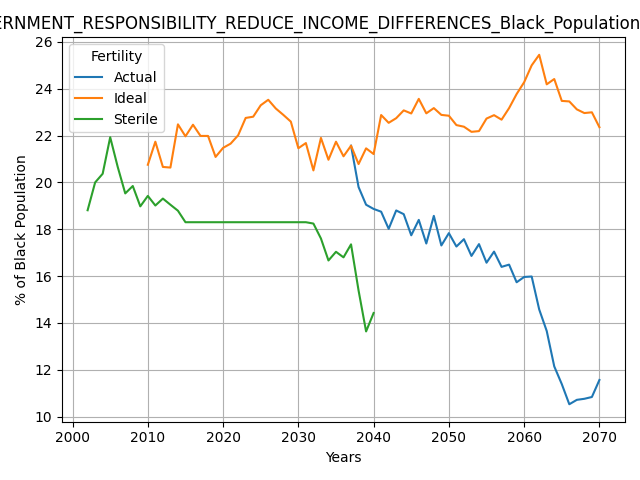 ERNMENT_RESPONSIBILITY_REDUCE_INCOME_DIFFERENCES_Black_Population
26
24
22
20
18
16
14
12
10
% of Black Population
Fertility
Actual
Ideal
Sterile
2000 2010 2020 2030 2040 2050 2060 2070
Years